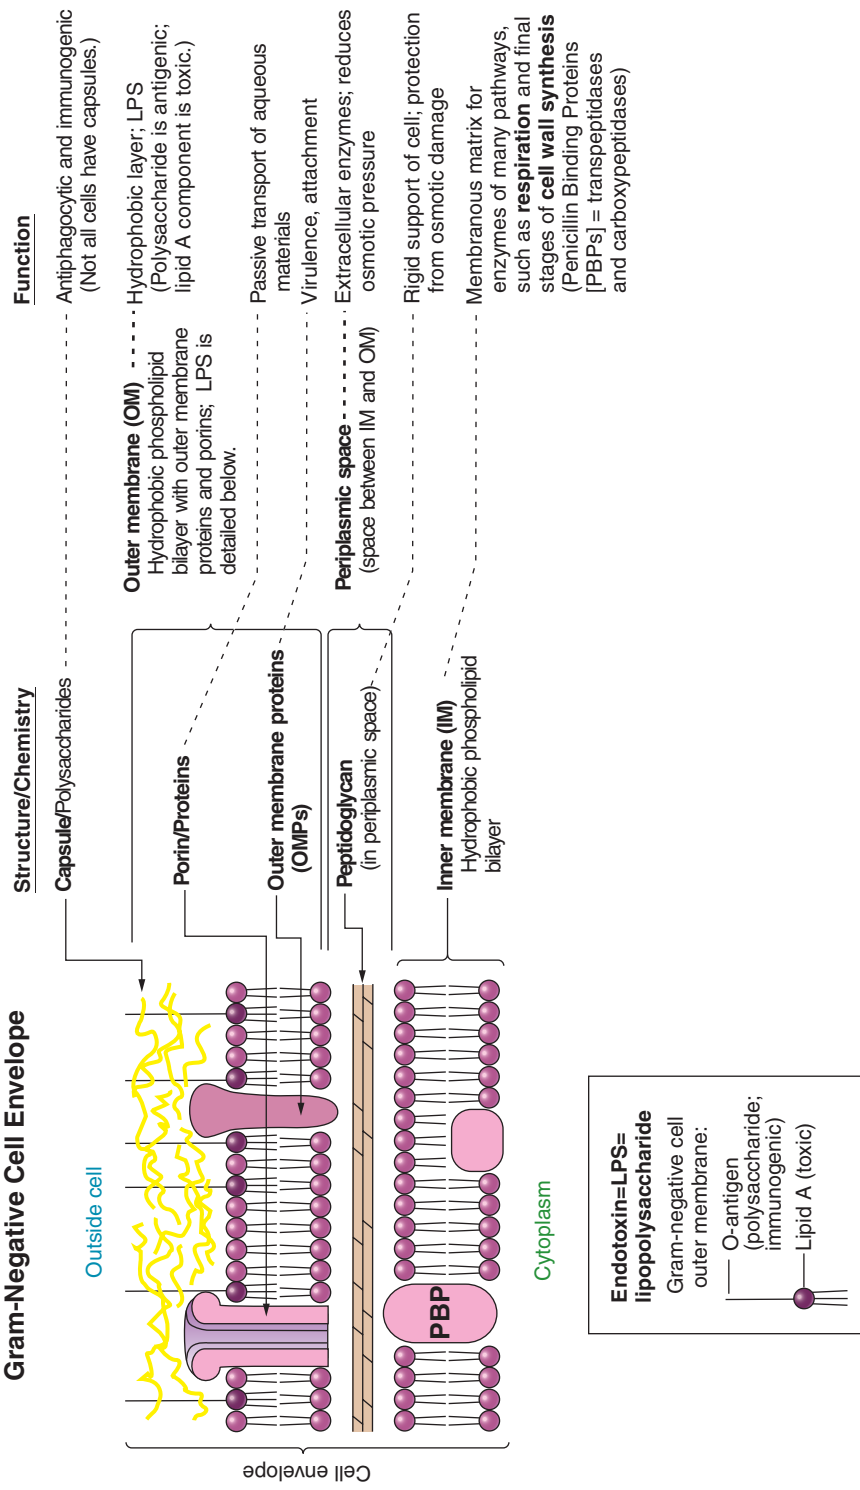 Gram-Negative Cell Envelope
Structure/Chemistry
Function
Outside cell
Capsule/Polysaccharides
Antiphagocytic and immunogenic
(Not all cells have capsules.)
Outer membrane (OM)
Hydrophobic phospholipid
bilayer with outer membrane
proteins and porins; LPS is
detailed below.
Hydrophobic layer; LPS
(Polysaccharide is antigenic;
lipid A component is toxic.)
Porin/Proteins
Passive transport of aqueous
materials
Outer membrane proteins
(OMPs)
Virulence, attachment
Periplasmic space
(space between IM and OM)
Extracellular enzymes; reduces
osmotic pressure
Peptidoglycan
(in periplasmic space)
Rigid support of cell; protection
from osmotic damage
Inner membrane (IM)
Hydrophobic phospholipid
bilayer
Membranous matrix for
enzymes of many pathways,
such as respiration and final
stages of cell wall synthesis
(Penicillin Binding Proteins
[PBPs] = transpeptidases
and carboxypeptidases)
Cell envelope
PBP
Cytoplasm
Endotoxin=LPS=
lipopolysaccharide
Gram-negative cell
outer membrane:
O-antigen
(polysaccharide;
immunogenic)
Lipid A (toxic)